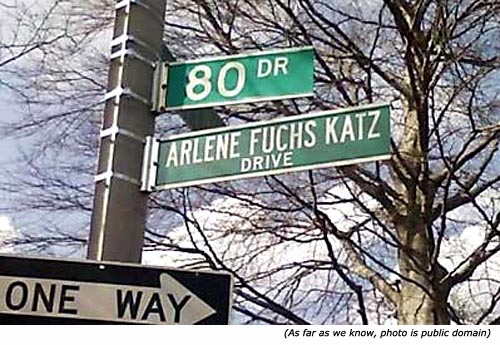 80 DR
ARLENE FUCHS KATZ
DRIVE
ONE WAY
(As far as we know, photo is public domain)